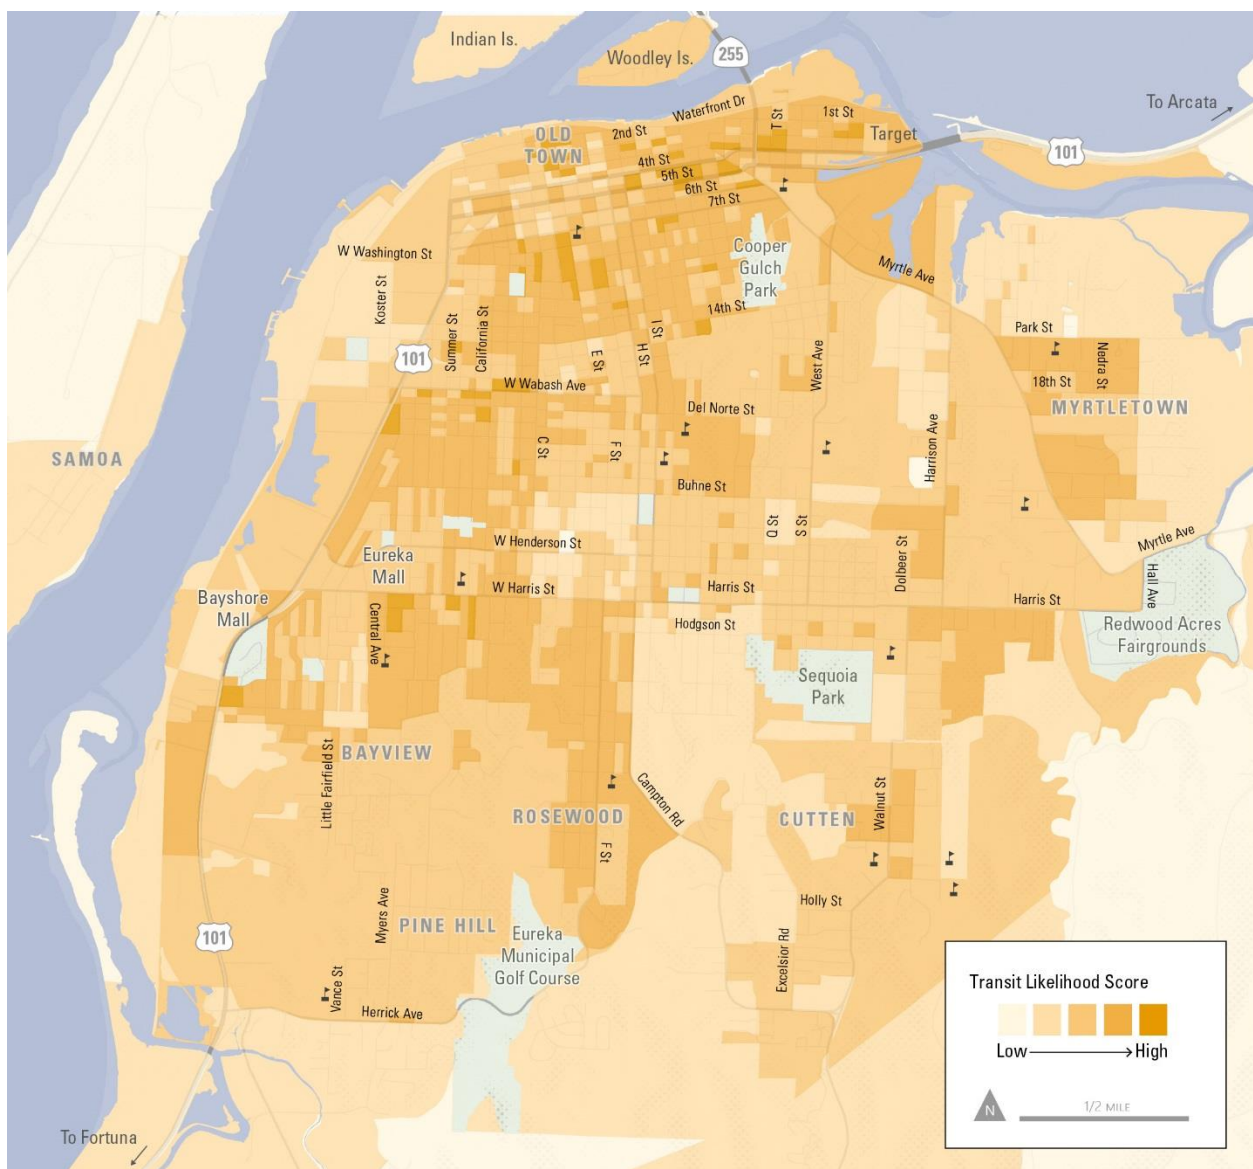 Indian Is.
Woodley Is.
255
To Arcata
Waterfront Dr
T St
1st St
OLD
TOWN
2nd St
Target
101
4th St
5th St
6th St
7th St
W Washington St
Cooper
Gulch
Park
Myrtle Ave
Koster St
14th St
Summer St
California St
101
I St
H St
E St
West Ave
Park St
Nedra St
18th St
W Wabash Ave
Del Norte St
MYRTLETOWN
SAMOA
C St
F St
Harrison Ave
Buhne St
Q St
S St
W Henderson St
Dolbeer St
Myrtle Ave
Eureka
Mall
Hall Ave
W Harris St
Harris St
Harris St
Bayshore
Mall
Central Ave
Hodgson St
Redwood Acres
Fairgrounds
Sequoia
Park
BAYVIEW
Little Fairfield St
Campton Rd
Walnut St
ROSEWOOD
CUTTEN
F St
Myers Ave
Holly St
PINE HILL
101
Eureka
Municipal
Golf Course
Excelsior Rd
Vance St
Herrick Ave
To Fortuna
Transit Likelihood Score
Low
High
N
1/2 MILE